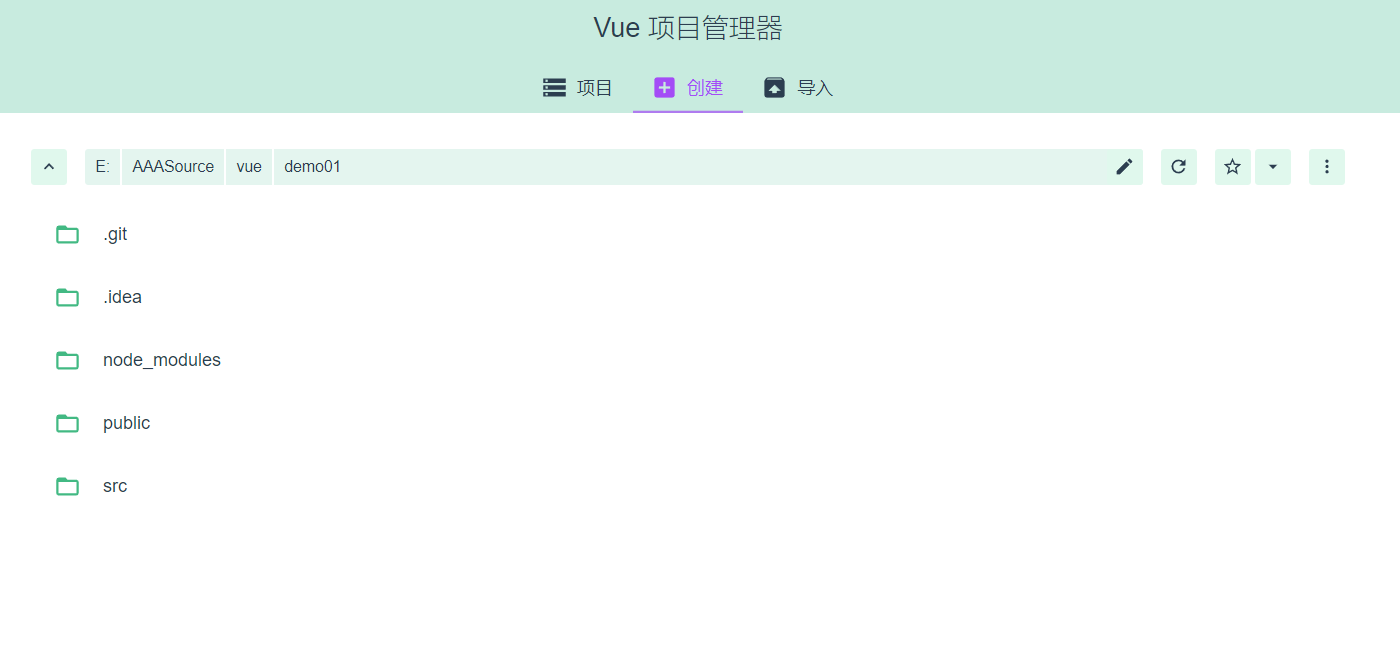 Vue 项目管理器
项目 创建 导入
E: AAASource vue demo01
.git
.idea
node_modules
public
src